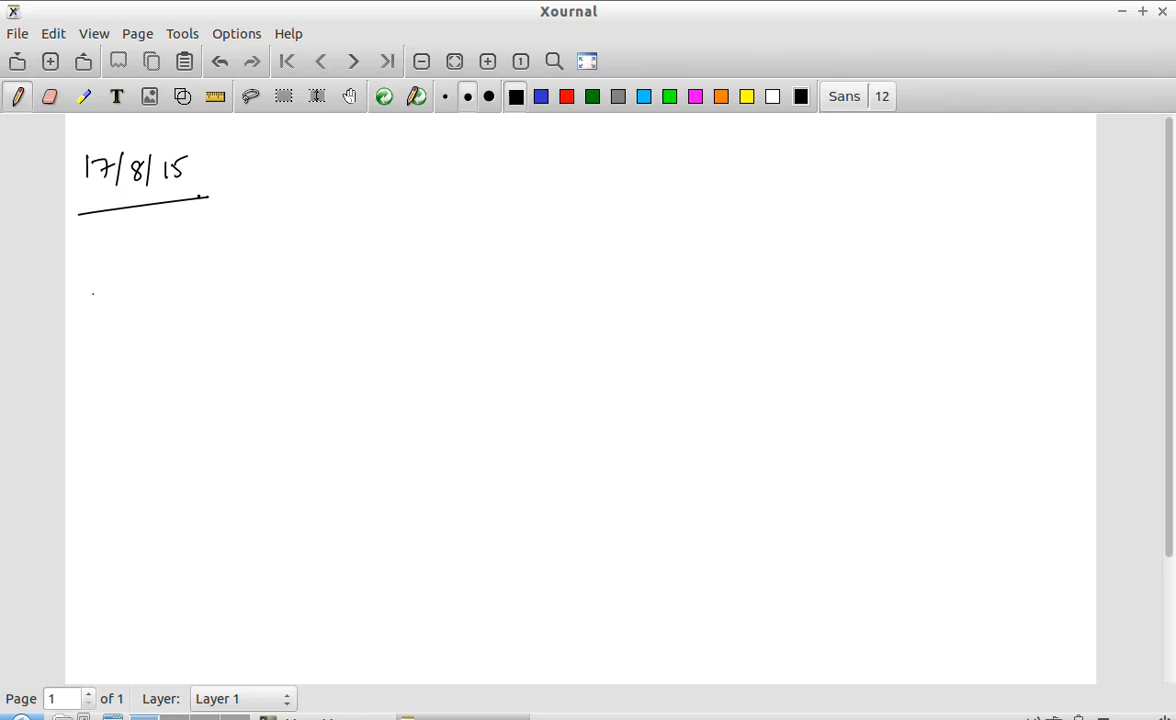 Xournal
File Edit View Page Tools Options Help
1
T Sans 12
17/8/15
Page 1 of 1 Layer: Layer 1